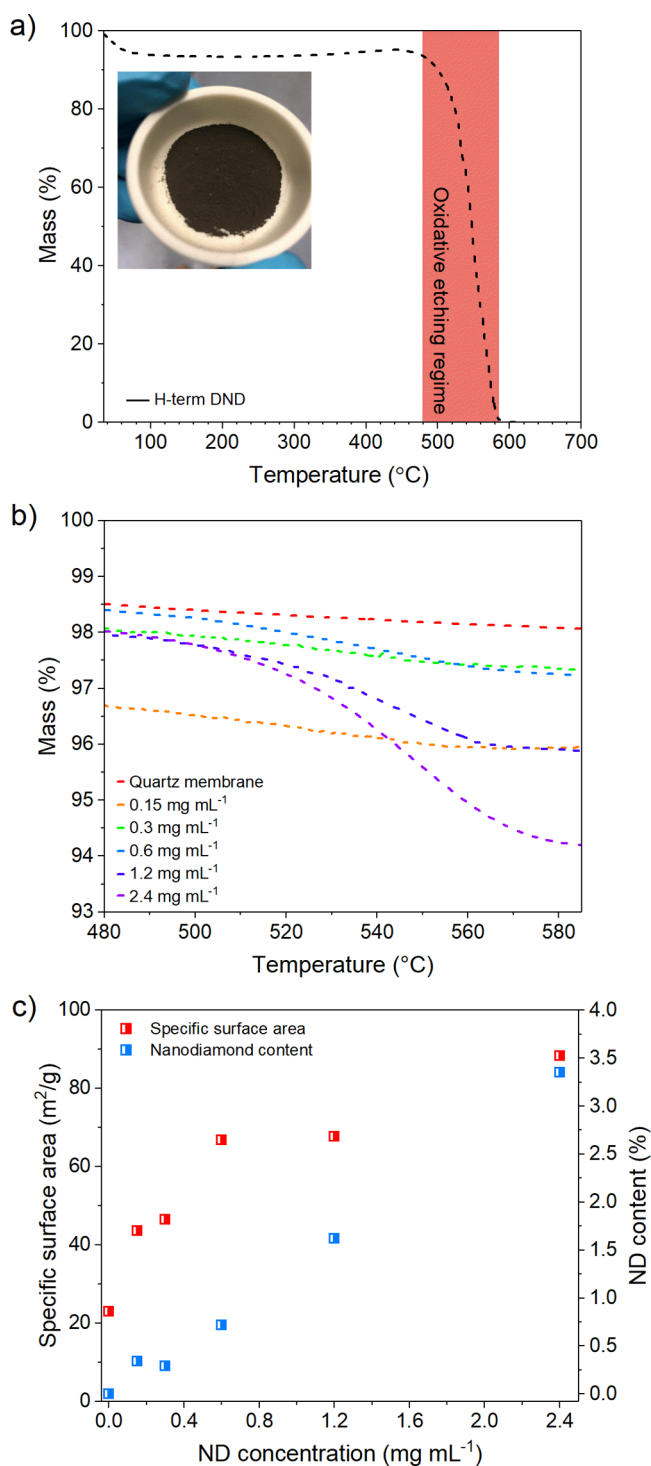 a)
100
80
60
40
20
0
Mass (%)
Oxidative etching regime
H-term DND
100
200
300
400
500
600
700
Temperature (°C)
b)
100
99
98
97
96
95
94
93
Mass (%)
Quartz membrane
0.15 mg mL⁻¹
0.3 mg mL⁻¹
0.6 mg mL⁻¹
1.2 mg mL⁻¹
2.4 mg mL⁻¹
480
500
520
540
560
580
Temperature (°C)
c)
100
80
60
40
20
0
Specific surface area (m²/g)
Specific surface area
Nanodiamond content
4.0
3.5
3.0
2.5
2.0
1.5
1.0
0.5
0.0
ND content (%)
0.0
0.4
0.8
1.2
1.6
2.0
2.4
ND concentration (mg mL⁻¹)